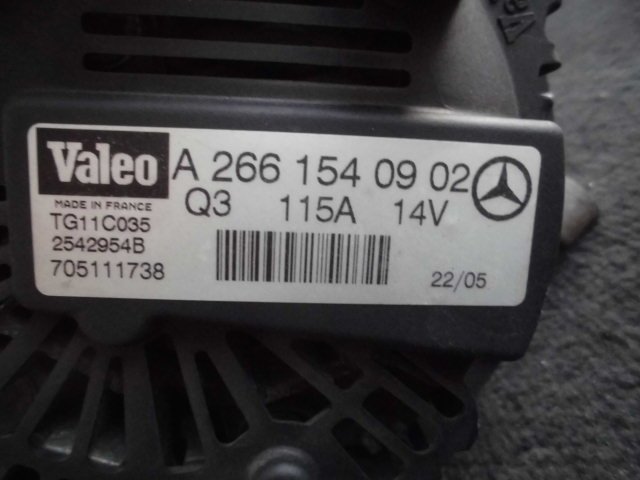 Valeo A 266 154 09 02
MADE IN FRANCE
Q3 115A 14V
TG11C035
2542954B
705111738
22/05